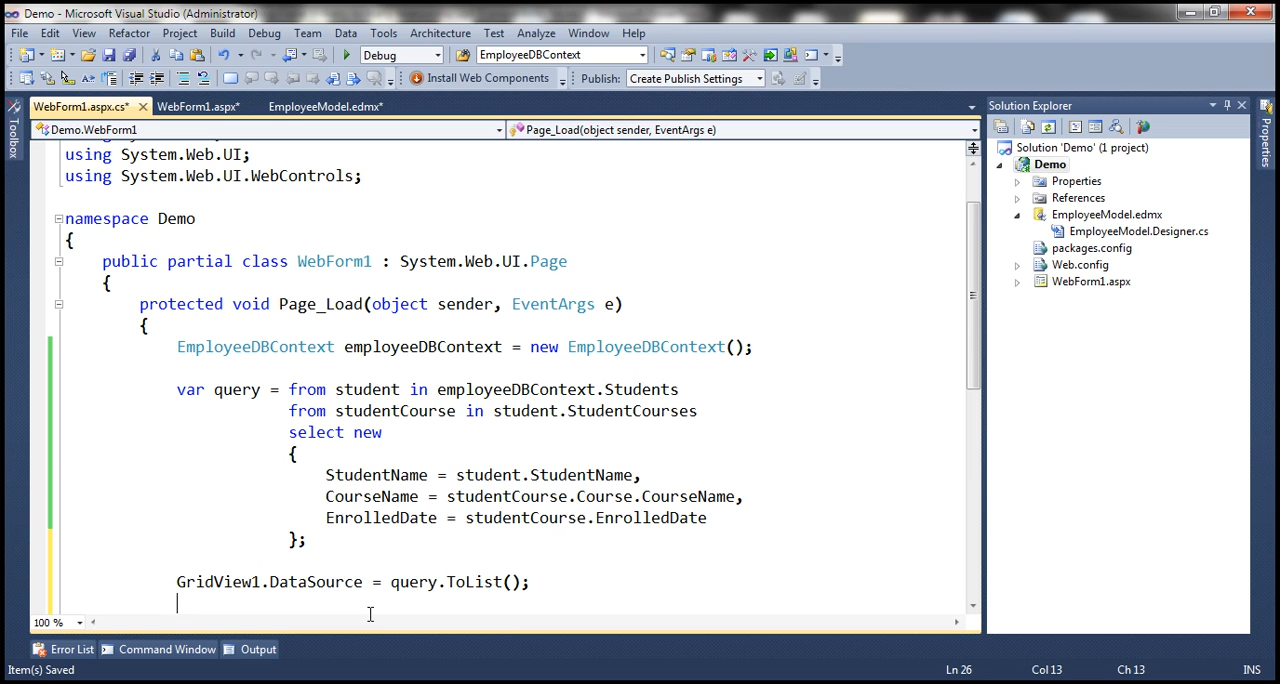 Demo - Microsoft Visual Studio (Administrator)
File Edit View Refactor Project Build Debug Team Data Tools Architecture Test Analyze Window Help
Debug EmployeeDBContext
Install Web Components Publish: Create Publish Settings
WebForm1.aspx.cs* WebForm1.aspx* EmployeeModel.edmx* Solution Explorer
Toolbox
Properties
Demo.WebForm1 Page_Load(object sender, EventArgs e)
using System.Web.UI;
using System.Web.UI.WebControls;
namespace Demo
{
public partial class WebForm1 : System.Web.UI.Page
{
protected void Page_Load(object sender, EventArgs e)
{
EmployeeDBContext employeeDBContext = new EmployeeDBContext();
var query = from student in employeeDBContext.Students
from studentCourse in student.StudentCourses
select new
{
StudentName = student.StudentName,
CourseName = studentCourse.Course.CourseName,
EnrolledDate = studentCourse.EnrolledDate
};
GridView1.DataSource = query.ToList();
100 %
Solution 'Demo' (1 project)
Demo
Properties
References
EmployeeModel.edmx
EmployeeModel.Designer.cs
packages.config
Web.config
WebForm1.aspx
Error List Command Window Output
Item(s) Saved Ln 26 Col 13 Ch 13 INS